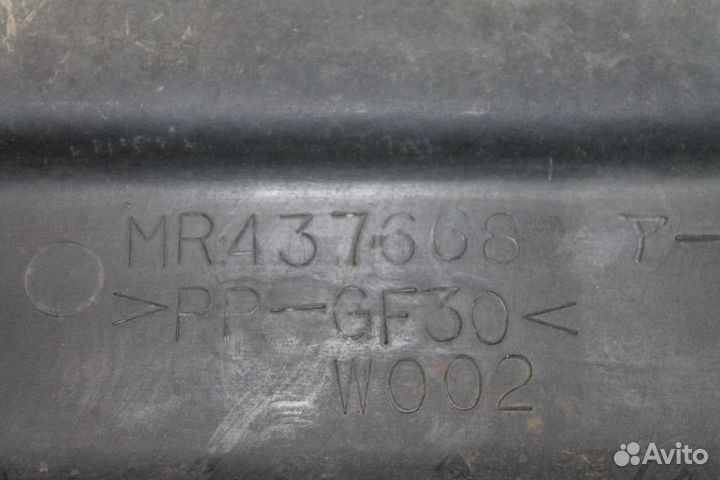 MR437668 Y-
>PP-GF30<
W002
Avito